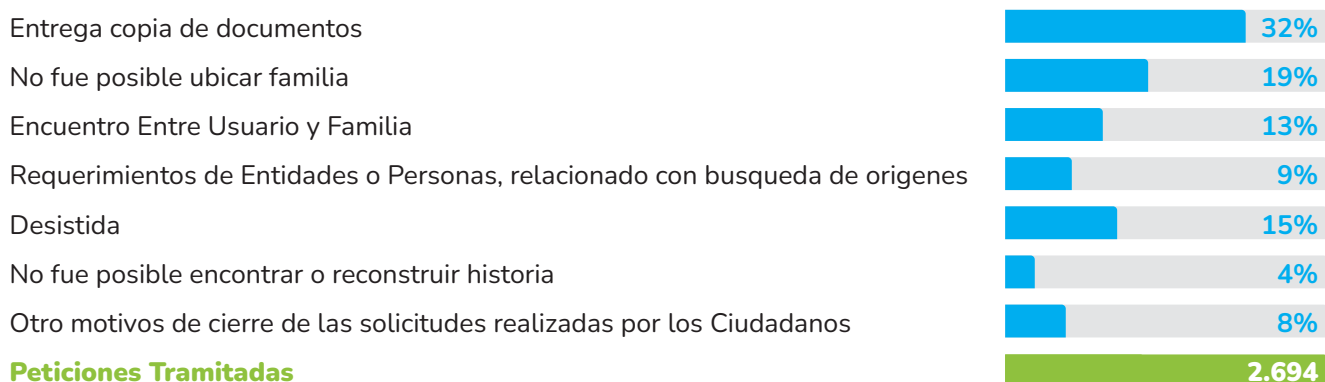 Entrega copia de documentos 32%
No fue posible ubicar familia 19%
Encuentro Entre Usuario y Familia 13%
Requerimientos de Entidades o Personas, relacionado con busqueda de origenes 9%
Desistida 15%
No fue posible encontrar o reconstruir historia 4%
Otro motivos de cierre de las solicitudes realizadas por los Ciudadanos 8%
Peticiones Tramitadas 2.694